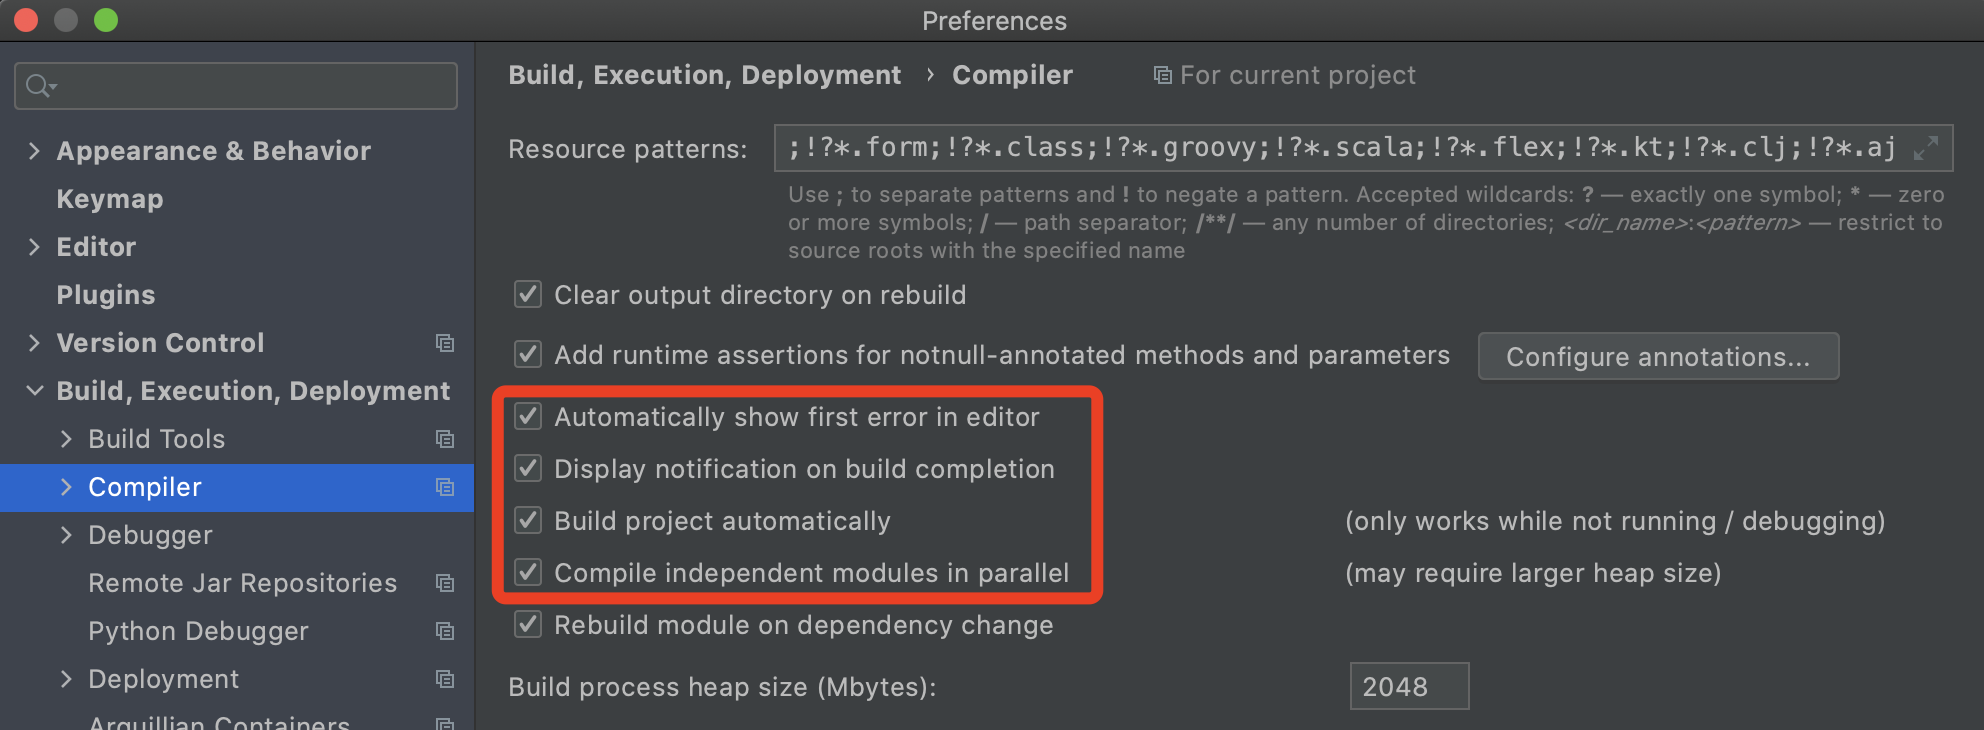 Preferences
Appearance & Behavior
Keymap
Editor
Plugins
Version Control
Build, Execution, Deployment
Build Tools
Compiler
Debugger
Remote Jar Repositories
Python Debugger
Deployment
Arquillian Containers
Build, Execution, Deployment › Compiler
For current project
Resource patterns: ;!?*.form;!?*.class;!?*.groovy;!?*.scala;!?*.flex;!?*.kt;!?*.clj;!?*.aj
Use ; to separate patterns and ! to negate a pattern. Accepted wildcards: ? — exactly one symbol; * — zero
or more symbols; / — path separator; /**/ — any number of directories; <dir_name>:<pattern> — restrict to
source roots with the specified name
Clear output directory on rebuild
Add runtime assertions for notnull-annotated methods and parameters
Configure annotations...
Automatically show first error in editor
Display notification on build completion
Build project automatically (only works while not running / debugging)
Compile independent modules in parallel (may require larger heap size)
Rebuild module on dependency change
Build process heap size (Mbytes): 2048